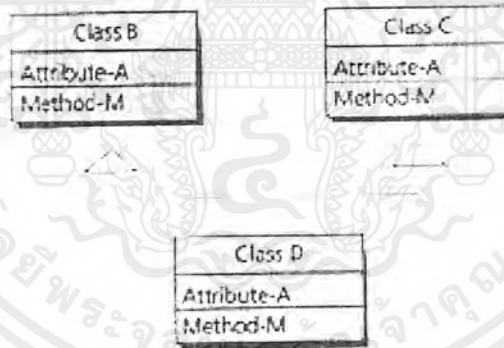 Class B
Attribute-A
Method-M
Class C
Attribute-A
Method-M
Class D
Attribute-A
Method-M